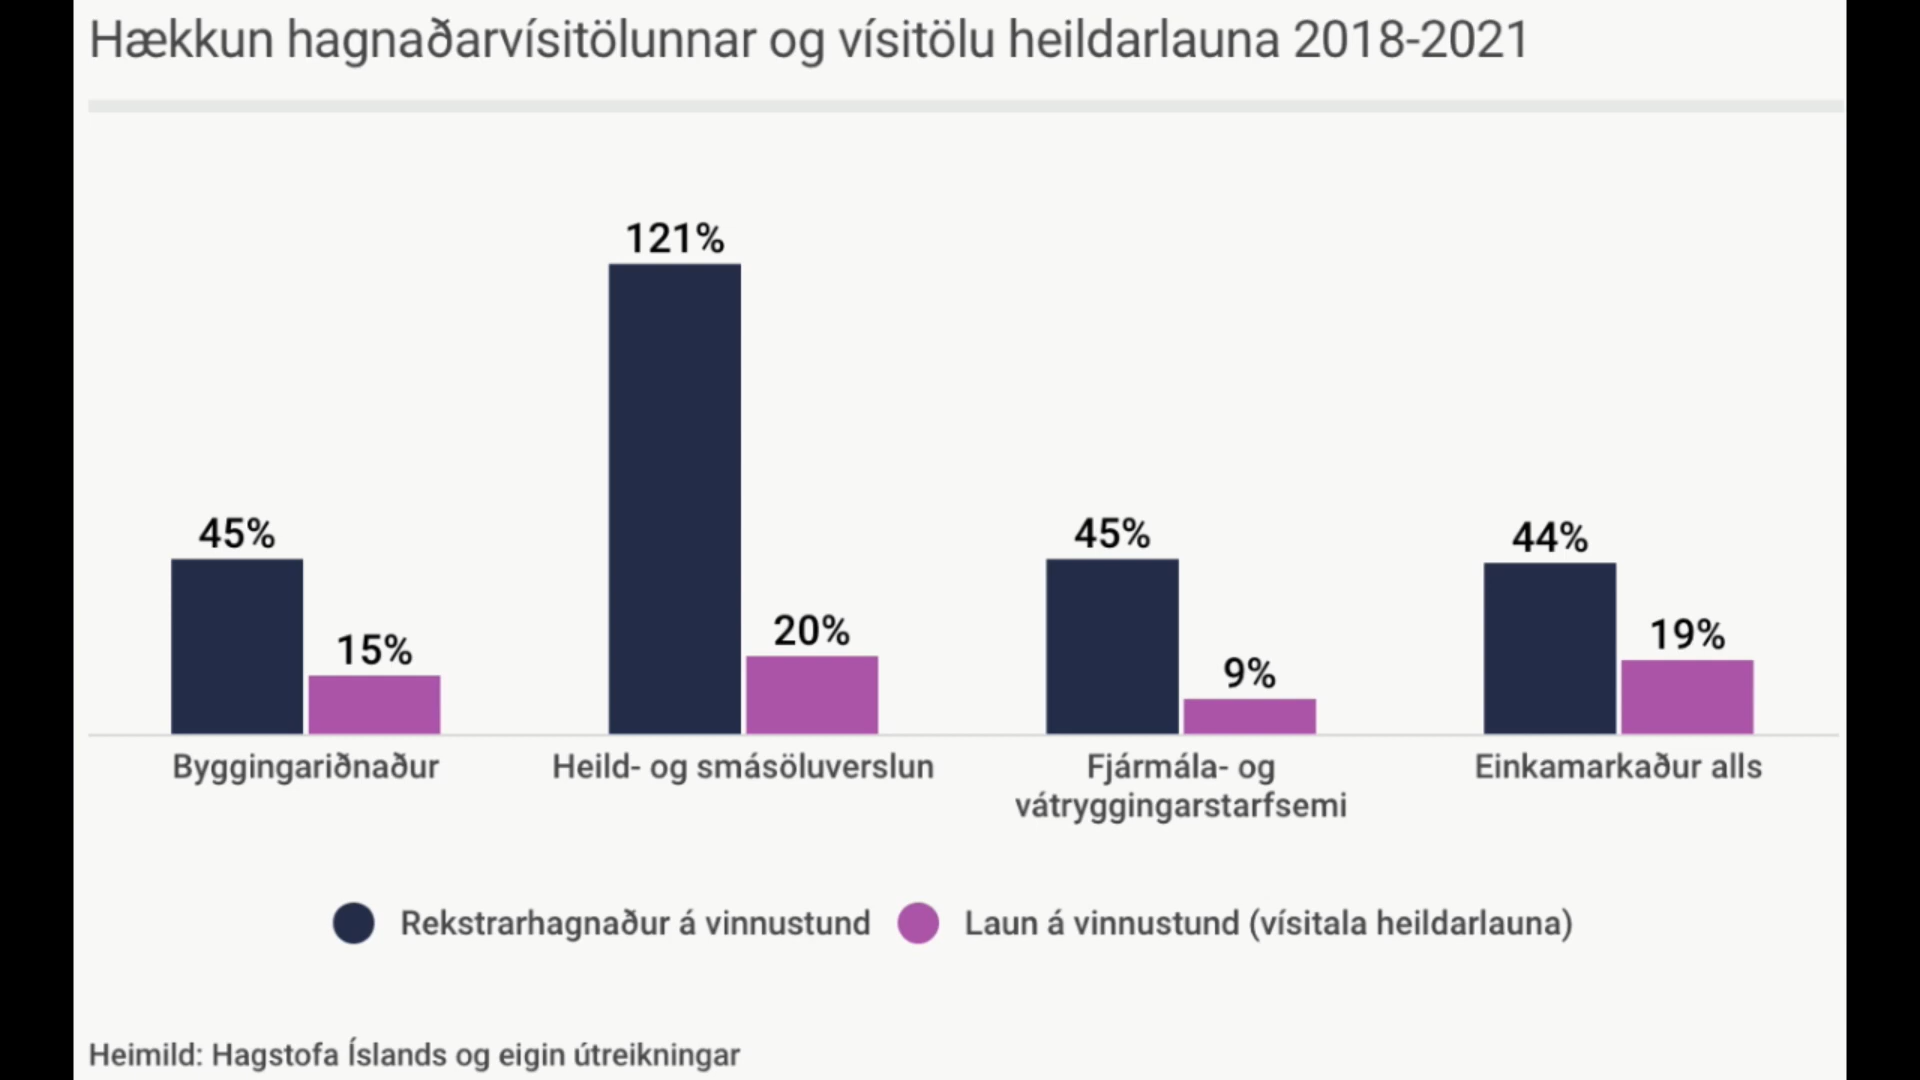 Hækkun hagnaðarvísitölunnar og vísitölu heildarlauna 2018-2021
121%
45%
45%
44%
20%
19%
15%
9%
Byggingariðnaður
Heild- og smásöluverslun
Fjármála- og
vátryggingarstarfsemi
Einkamarkaður alls
Rekstrarhagnaður á vinnustund
Laun á vinnustund (vísitala heildarlauna)
Heimild: Hagstofa Íslands og eigin útreikningar